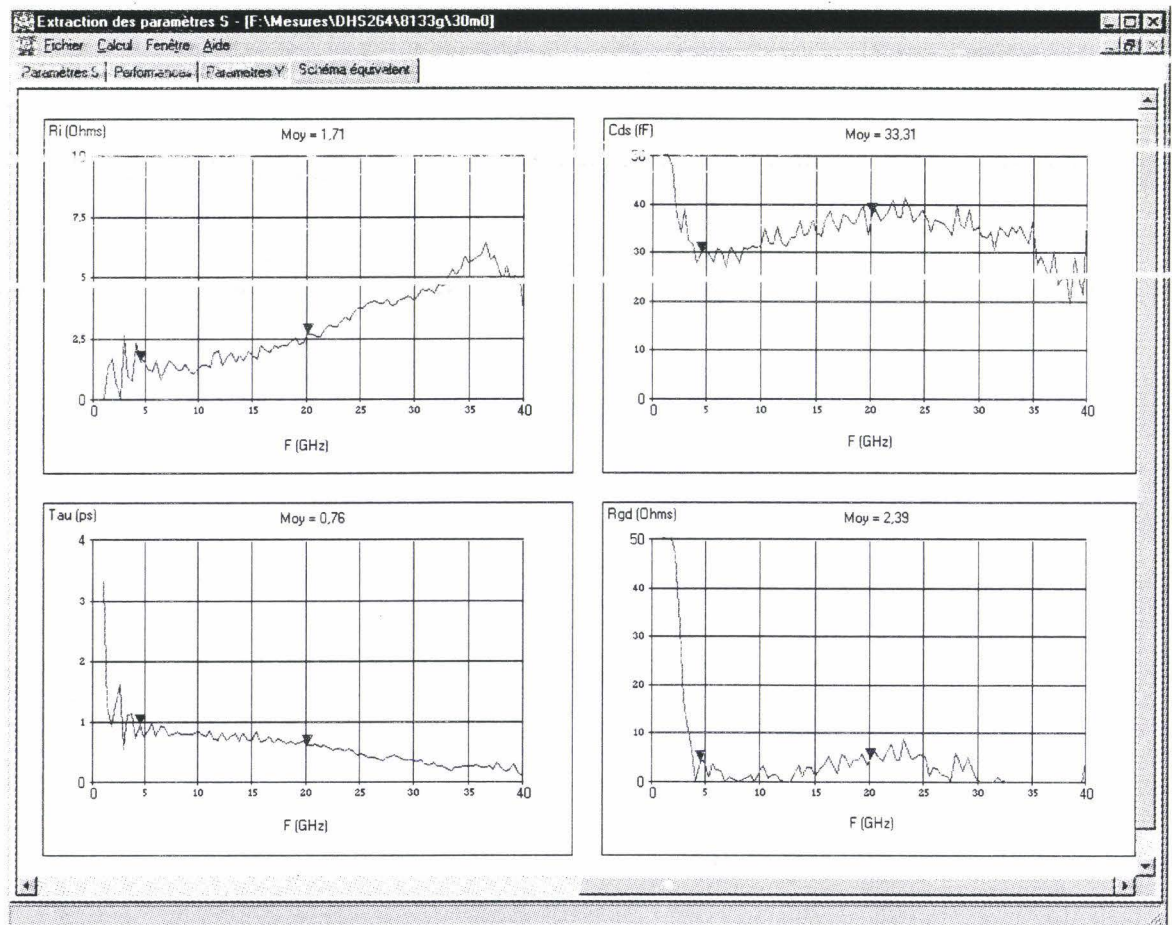 Extraction des paramètres S - [F:\Mesures\DHS264\8133g\30m0]
Fichier Calcul Fenêtre Aide
Paramètres S Performances Paramètres Y Schéma équivalent
Ri (Ohms)
Moy = 1,71
10
7,5
5
2,5
0
0 5 10 15 20 25 30 35 40
F (GHz)
Cds (fF)
Moy = 33,31
50
40
30
20
10
0
0 5 10 15 20 25 30 35 40
F (GHz)
Tau (ps)
Moy = 0,76
4
3
2
1
0
0 5 10 15 20 25 30 35 40
F (GHz)
Rgd (Ohms)
Moy = 2,39
50
40
30
20
10
0
0 5 10 15 20 25 30 35 40
F (GHz)